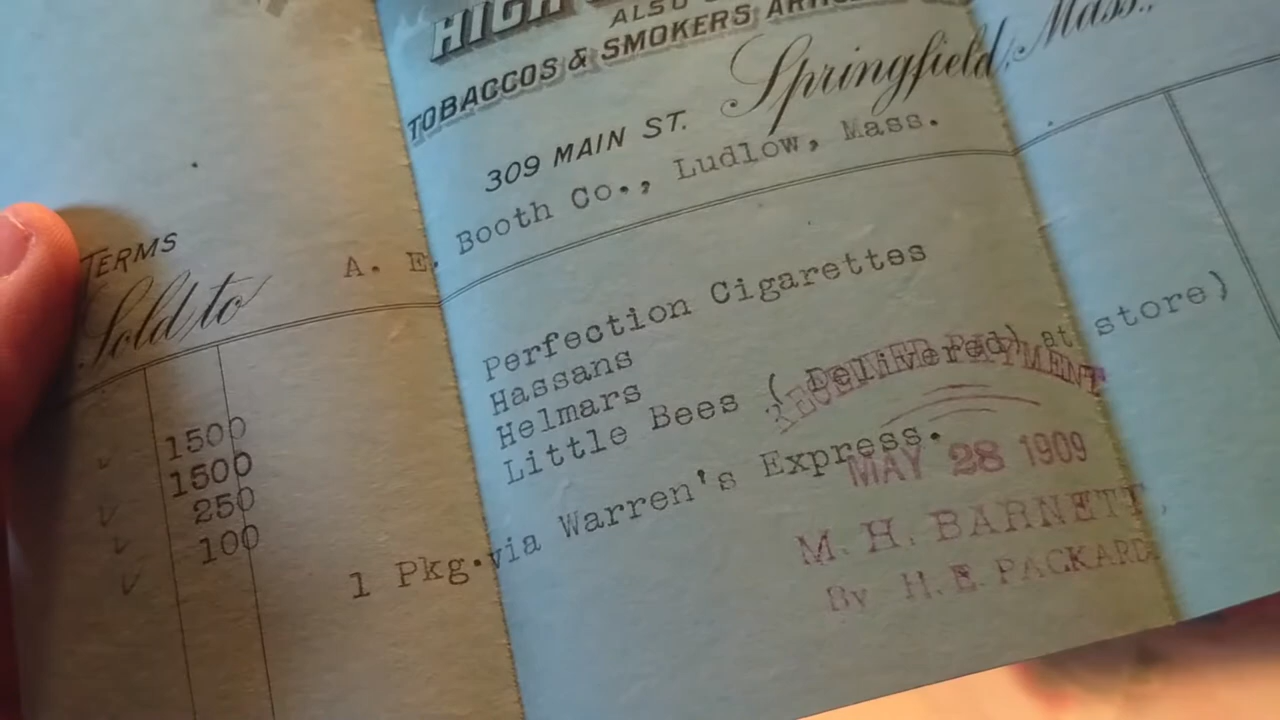 HIGH
ALSO
TOBACCOS & SMOKERS
309 MAIN ST. Springfield, Mass.,
TERMS
Sold to A. E. Booth Co., Ludlow, Mass.
1500 Perfection Cigarettes
1500 Hassans
250 Helmars
100 Little Bees ( Delivered at store)
1 Pkg. via Warren's Express.
RECEIVED PAYMENT
MAY 28 1909
M. H. BARNETT,
By H. E. PACKARD